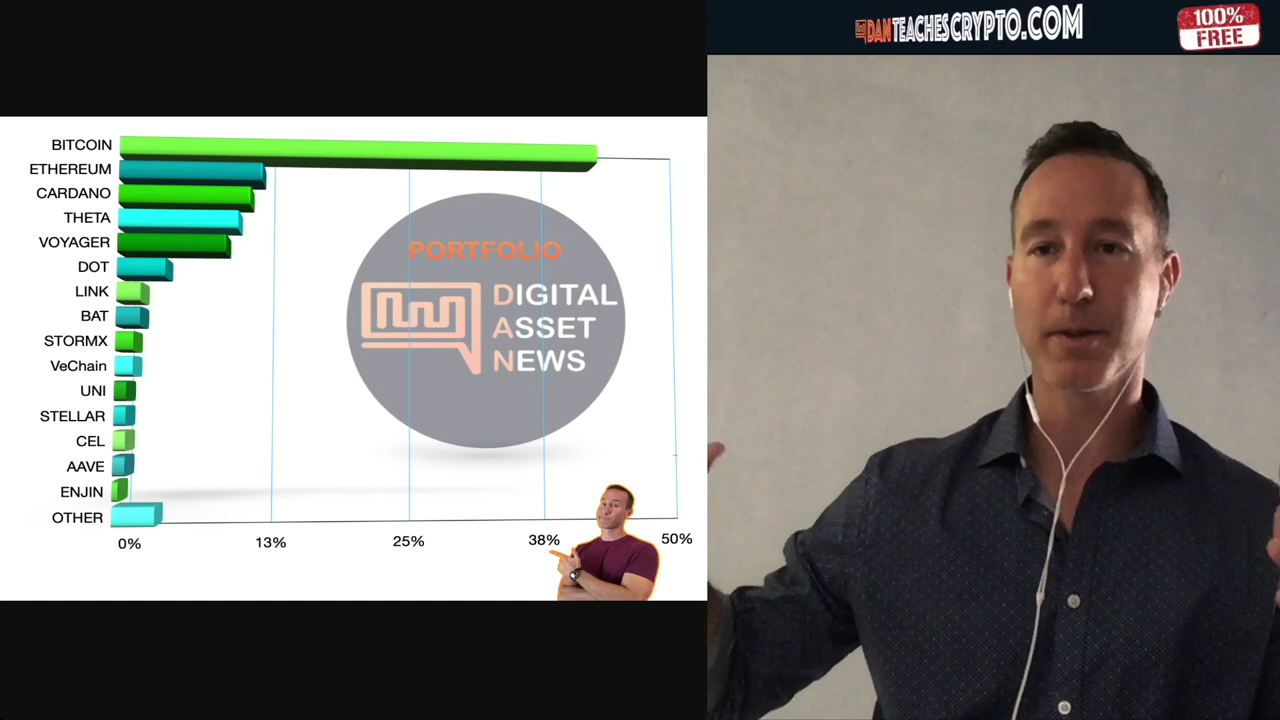 BITCOIN
ETHEREUM
CARDANO
THETA
VOYAGER
DOT
LINK
BAT
STORMX
VeChain
UNI
STELLAR
CEL
AAVE
ENJIN
OTHER
0%
13%
25%
38%
50%
PORTFOLIO
DIGITAL
ASSET
NEWS
DANTEACHESCRYPTO.COM
100%
FREE